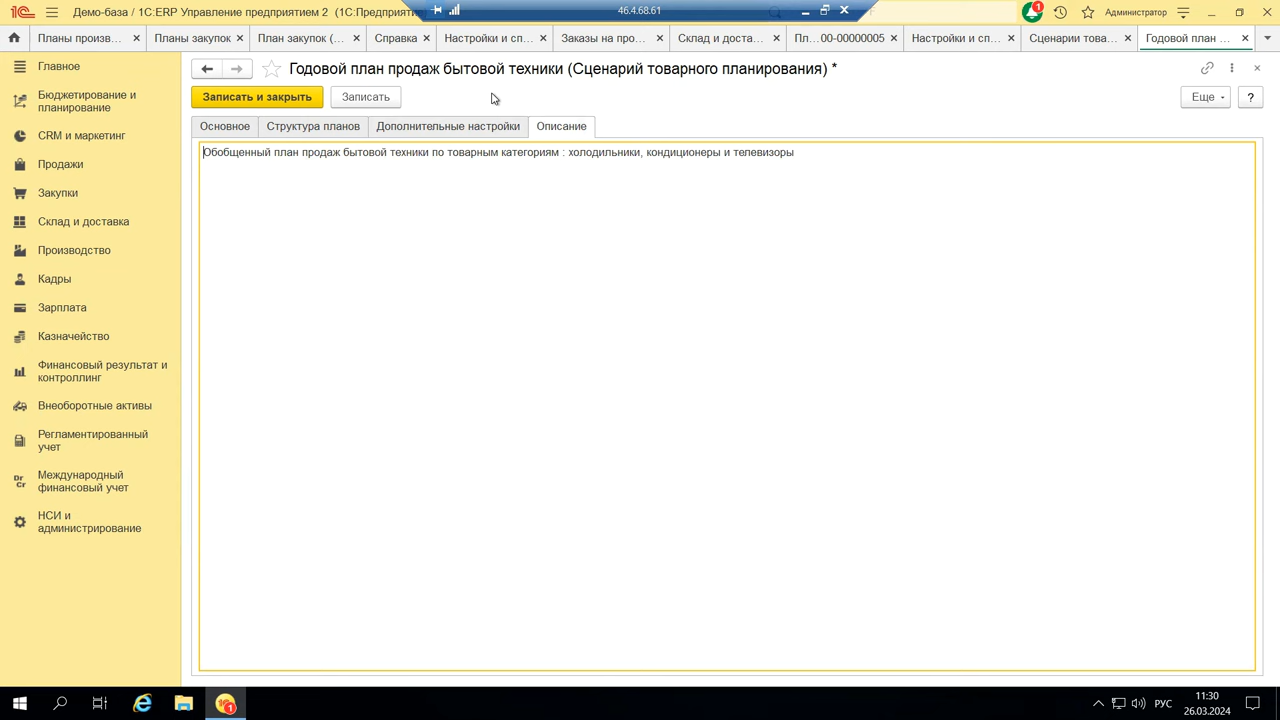 Демо-база / 1С:ERP Управление предприятием 2 (1С:Предприяти
46.4.68.61
1
Администратор
Планы произв...
Планы закупок
План закупок (...
Справка
Настройки и сп...
Заказы на про...
Склад и доста...
Пл...00-00000005
Настройки и сп...
Сценарии това...
Годовой план ...
Главное
Бюджетирование и
планирование
CRM и маркетинг
Продажи
Закупки
Склад и доставка
Производство
Кадры
Зарплата
Казначейство
Финансовый результат и
контроллинг
Внеоборотные активы
Регламентированный
учет
Международный
финансовый учет
НСИ и
администрирование
Годовой план продаж бытовой техники (Сценарий товарного планирования) *
Записать и закрыть
Записать
Еще
?
Основное
Структура планов
Дополнительные настройки
Описание
Обобщенный план продаж бытовой техники по товарным категориям : холодильники, кондиционеры и телевизоры
1
РУС
11:30
26.03.2024